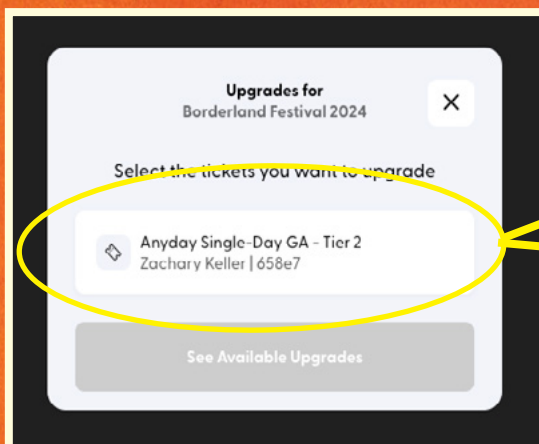 Upgrades for
Borderland Festival 2024
Select the tickets you want to upgrade
Anyday Single-Day GA - Tier 2
Zachary Keller | 658e7
See Available Upgrades